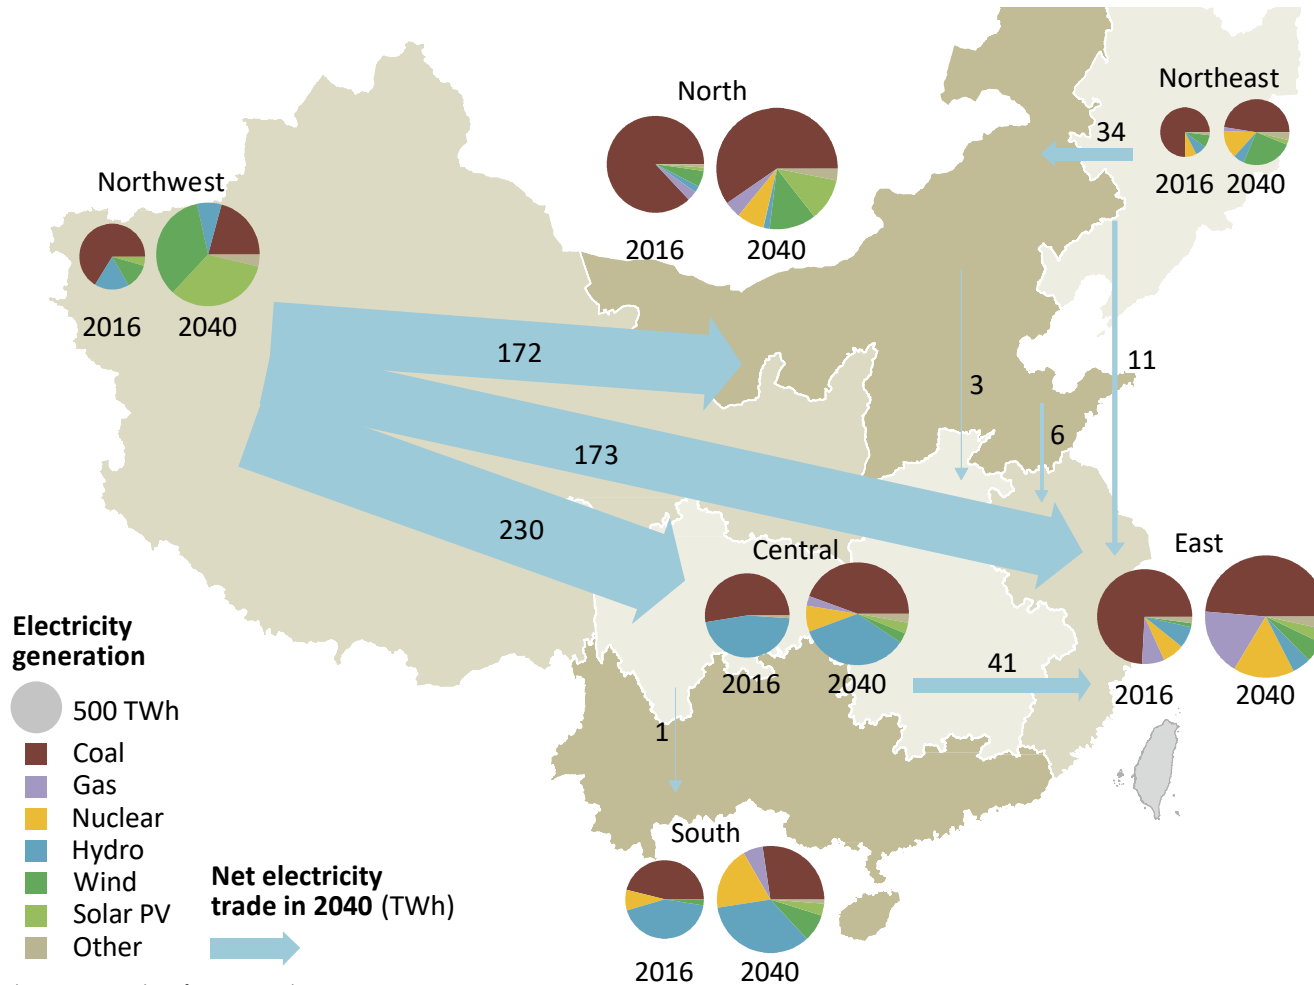 Northeast
North
34
2016 2040
Northwest
2016
2040
2016
2040
172
3
11
6
173
230
Central
East
Electricity
generation
500 TWh
Coal
Gas
Nuclear
Hydro
Wind
Solar PV
Other
2016
2040
41
2016
2040
1
South
Net electricity
trade in 2040 (TWh)
2016
2040